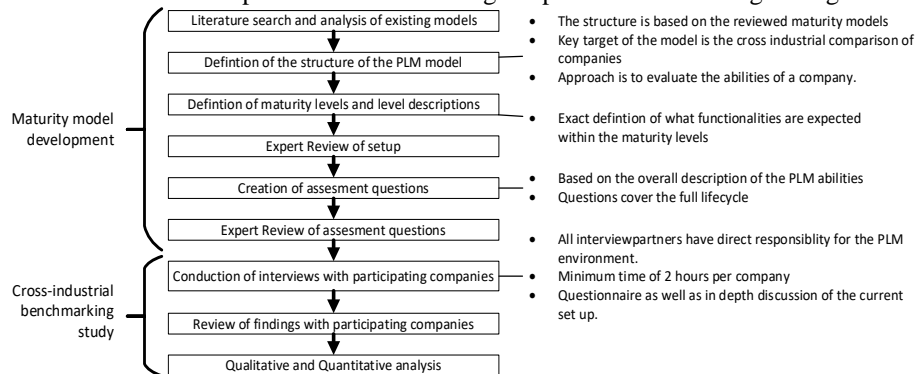 Literature search and analysis of existing models
Defintion of the structure of the PLM model
Defintion of maturity levels and level descriptions
Expert Review of setup
Creation of assesment questions
Expert Review of assesment questions
Conduction of interviews with participating companies
Review of findings with participating companies
Qualitative and Quantitative analysis
Maturity model
development
Cross-industrial
benchmarking
study
• The structure is based on the reviewed maturity models
• Key target of the model is the cross industrial comparison of
companies
• Approach is to evaluate the abilities of a company.
• Exact defintion of what functionalities are expected
within the maturity levels
• Based on the overall description of the PLM abilities
• Questions cover the full lifecycle
• All interviewpartners have direct responsiblity for the PLM
environment.
• Minimum time of 2 hours per company
• Questionnaire as well as in depth discussion of the current
set up.